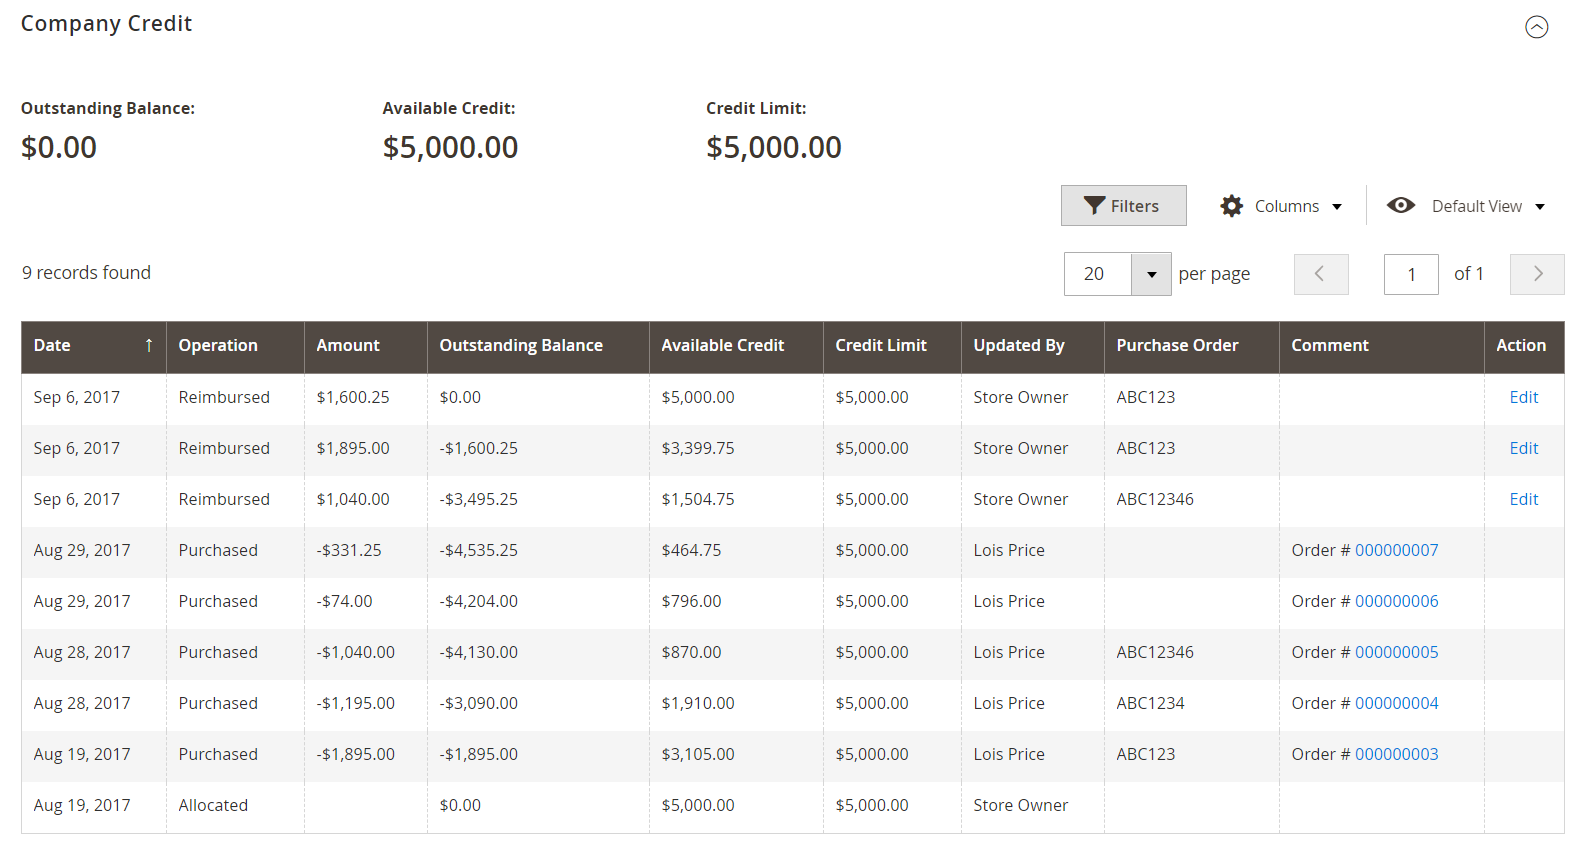 Company Credit
Outstanding Balance: Available Credit: Credit Limit:
$0.00 $5,000.00 $5,000.00
Filters Columns Default View
9 records found 20 per page 1 of 1
Date ↑ Operation Amount Outstanding Balance Available Credit Credit Limit Updated By Purchase Order Comment Action
Sep 6, 2017 Reimbursed $1,600.25 $0.00 $5,000.00 $5,000.00 Store Owner ABC123 Edit
Sep 6, 2017 Reimbursed $1,895.00 -$1,600.25 $3,399.75 $5,000.00 Store Owner ABC123 Edit
Sep 6, 2017 Reimbursed $1,040.00 -$3,495.25 $1,504.75 $5,000.00 Store Owner ABC12346 Edit
Aug 29, 2017 Purchased -$331.25 -$4,535.25 $464.75 $5,000.00 Lois Price Order # 000000007
Aug 29, 2017 Purchased -$74.00 -$4,204.00 $796.00 $5,000.00 Lois Price Order # 000000006
Aug 28, 2017 Purchased -$1,040.00 -$4,130.00 $870.00 $5,000.00 Lois Price ABC12346 Order # 000000005
Aug 28, 2017 Purchased -$1,195.00 -$3,090.00 $1,910.00 $5,000.00 Lois Price ABC1234 Order # 000000004
Aug 19, 2017 Purchased -$1,895.00 -$1,895.00 $3,105.00 $5,000.00 Lois Price ABC123 Order # 000000003
Aug 19, 2017 Allocated $0.00 $5,000.00 $5,000.00 Store Owner